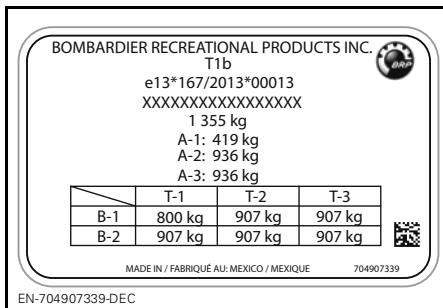 BOMBARDIER RECREATIONAL PRODUCTS INC.
BRP
T1b
e13*167/2013*00013
XXXXXXXXXXXXXXXXX
1 355 kg
A-1: 419 kg
A-2: 936 kg
A-3: 936 kg
T-1 T-2 T-3
B-1 800 kg 907 kg 907 kg
B-2 907 kg 907 kg 907 kg
MADE IN / FABRIQUÉ AU: MEXICO / MEXIQUE 704907339
EN-704907339-DEC